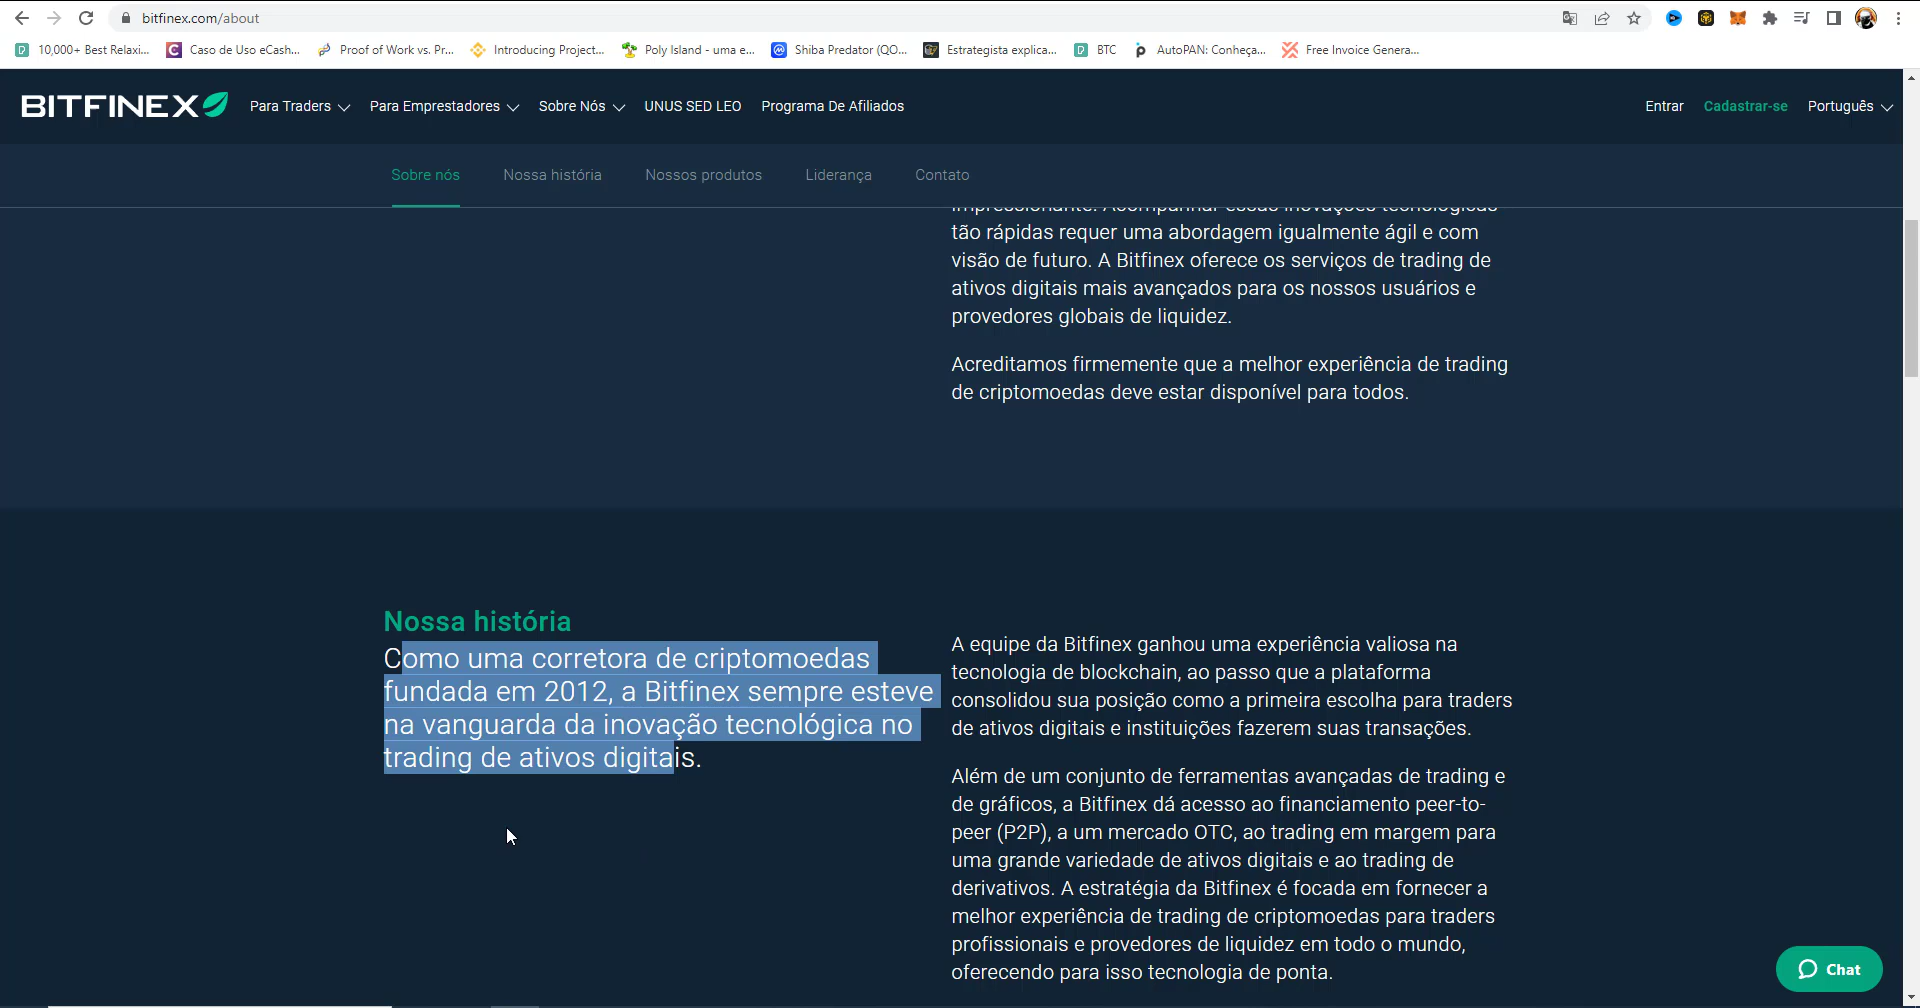 bitfinex.com/about
10,000+ Best Relaxi...
Caso de Uso eCash...
Proof of Work vs. Pr...
Introducing Project...
Poly Island - uma e...
Shiba Predator (QO...
Estrategista explica...
BTC
AutoPAN: Conheça...
Free Invoice Genera...
BITFINEX
Para Traders
Para Emprestadores
Sobre Nós
UNUS SED LEO
Programa De Afiliados
Entrar
Cadastrar-se
Português
Sobre nós
Nossa história
Nossos produtos
Liderança
Contato
impressionante. Acompanhar essas inovações tecnológicas
tão rápidas requer uma abordagem igualmente ágil e com
visão de futuro. A Bitfinex oferece os serviços de trading de
ativos digitais mais avançados para os nossos usuários e
provedores globais de liquidez.
Acreditamos firmemente que a melhor experiência de trading
de criptomoedas deve estar disponível para todos.
Nossa história
Como uma corretora de criptomoedas
fundada em 2012, a Bitfinex sempre esteve
na vanguarda da inovação tecnológica no
trading de ativos digitais.
A equipe da Bitfinex ganhou uma experiência valiosa na
tecnologia de blockchain, ao passo que a plataforma
consolidou sua posição como a primeira escolha para traders
de ativos digitais e instituições fazerem suas transações.
Além de um conjunto de ferramentas avançadas de trading e
de gráficos, a Bitfinex dá acesso ao financiamento peer-to-
peer (P2P), a um mercado OTC, ao trading em margem para
uma grande variedade de ativos digitais e ao trading de
derivativos. A estratégia da Bitfinex é focada em fornecer a
melhor experiência de trading de criptomoedas para traders
profissionais e provedores de liquidez em todo o mundo,
oferecendo para isso tecnologia de ponta.
Chat